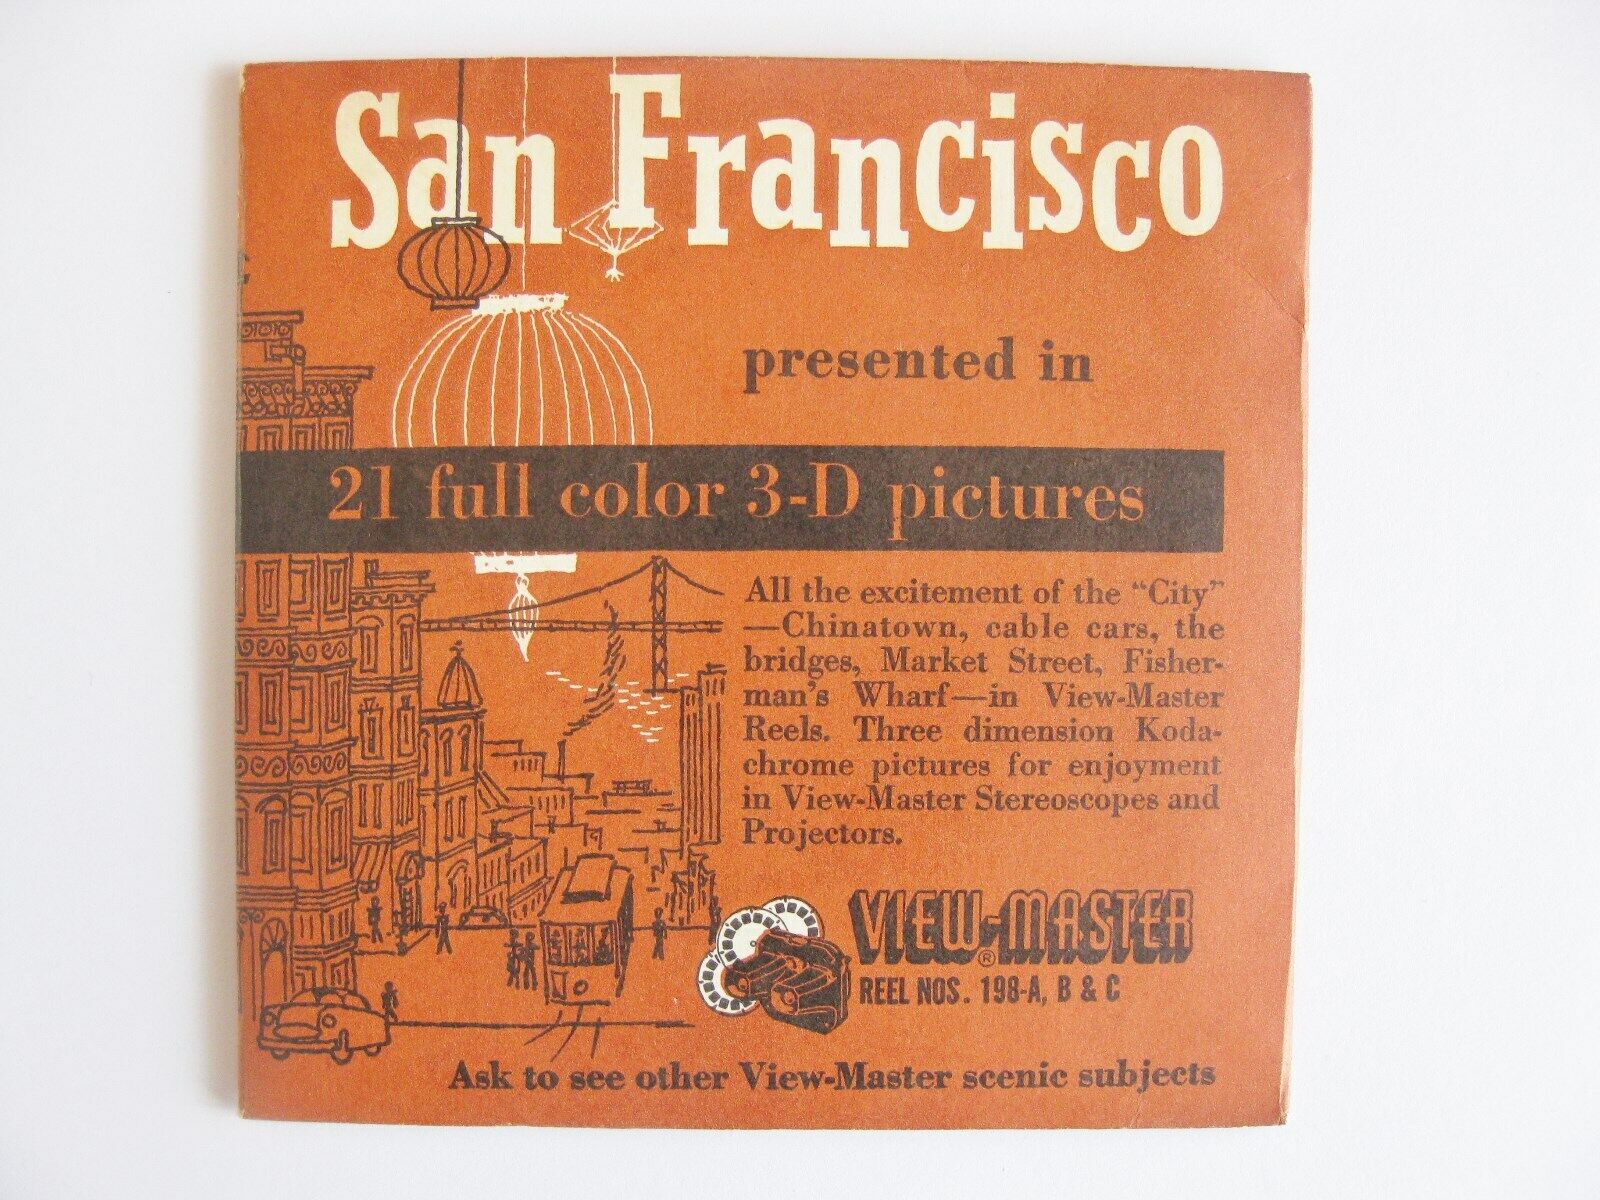 San Francisco
presented in
21 full color 3-D pictures
All the excitement of the "City"
—Chinatown, cable cars, the
bridges, Market Street, Fisher-
man's Wharf—in View-Master
Reels. Three dimension Koda-
chrome pictures for enjoyment
in View-Master Stereoscopes and
Projectors.
VIEW-MASTER
®
REEL NOS. 198-A, B & C
Ask to see other View-Master scenic subjects